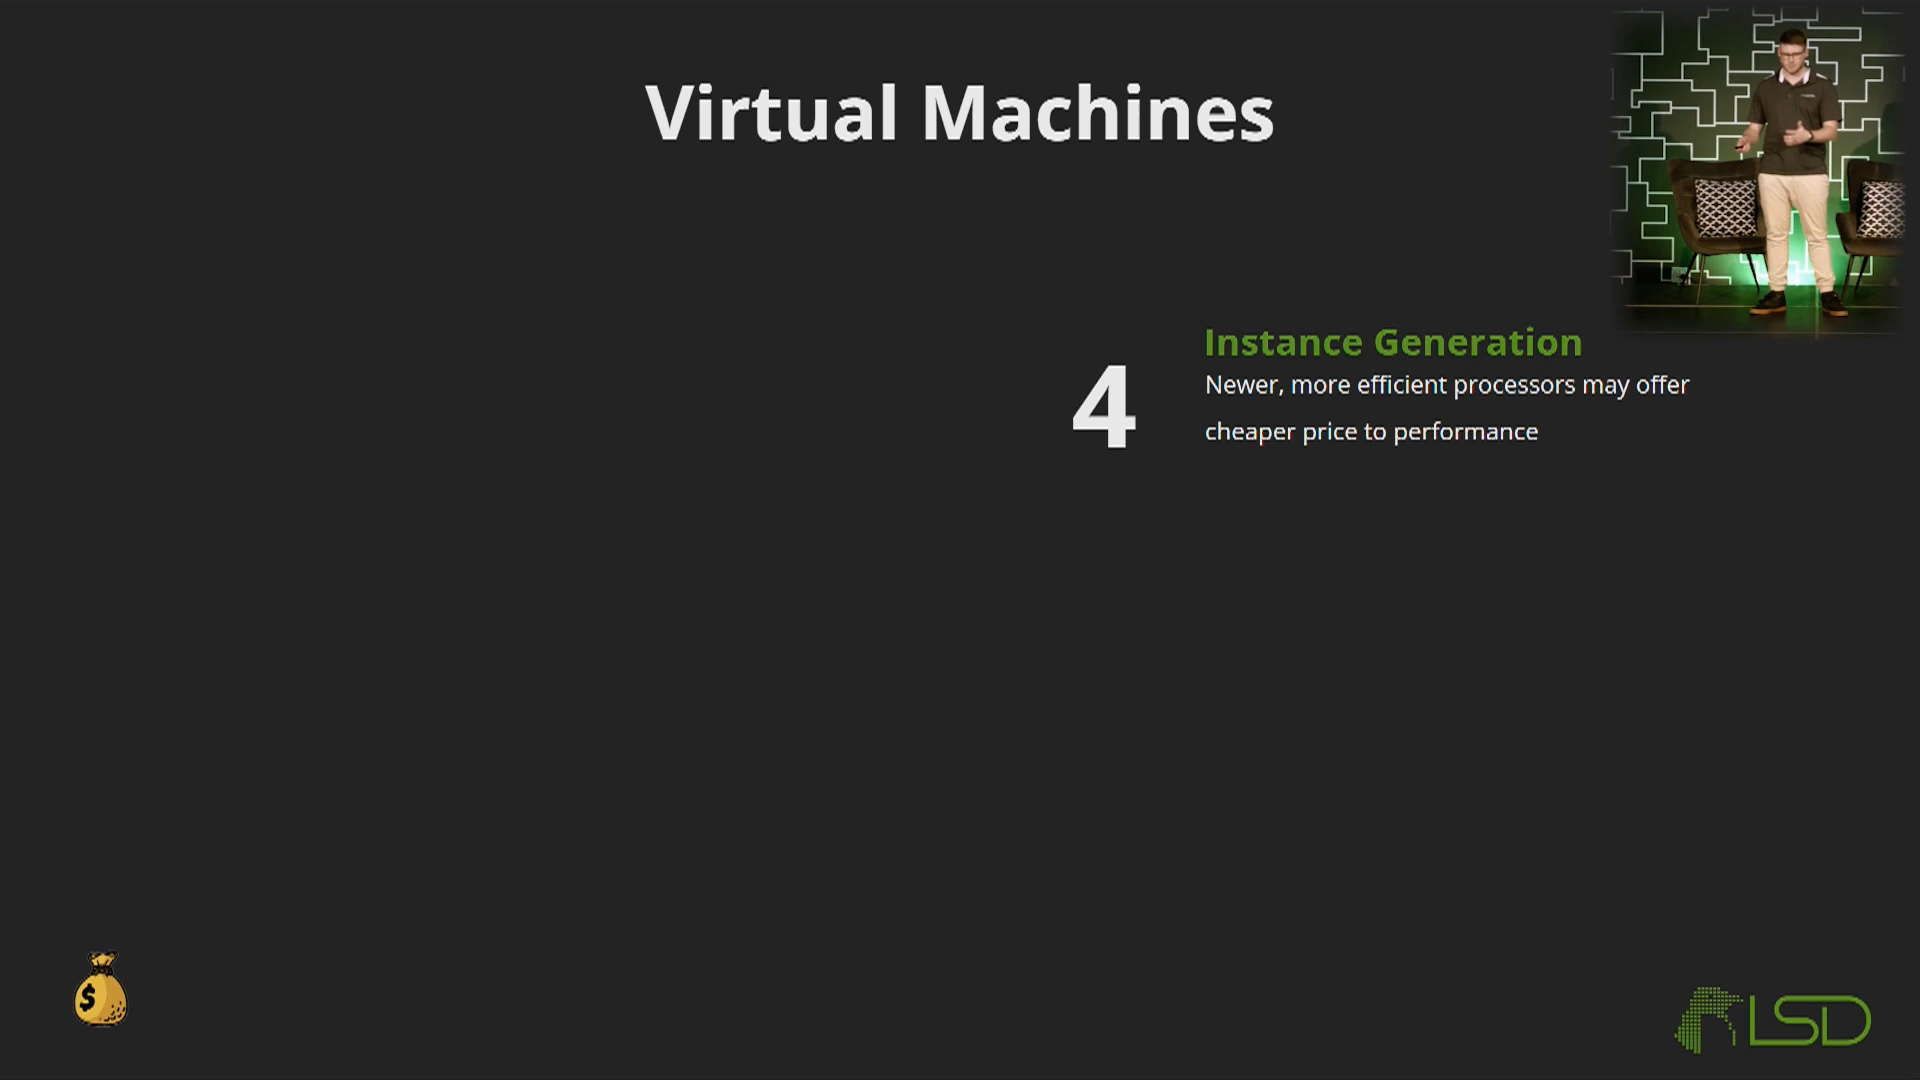 Virtual Machines
4
Instance Generation
Newer, more efficient processors may offer
cheaper price to performance
$
LSD